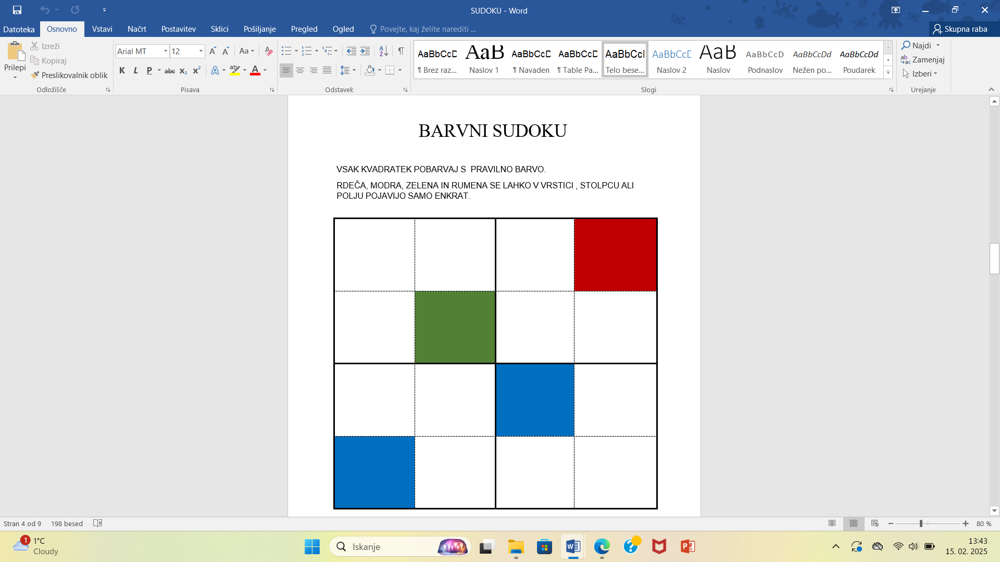 SUDOKU - Word
Datoteka Osnovno Vstavi Načrt Postavitev Sklici Pošiljanje Pregled Ogled Povejte, kaj želite narediti ... Skupna raba
Prilepi
Izreži
Kopiraj
Preslikovalnik oblik
Odložišče
Arial MT 12
K L P abc x₂ x²
Pisava
Odstavek
AaBbCcD AaB AaBbCcD AaBbCcD AaBbCcI AaBbCcD AaB AaBbCcD AaBbCcDd AaBbCcDd
¶ Brez raz... Naslov 1 ¶ Navaden ¶ Table Pa... Telo bese... Naslov 2 Naslov Podnaslov Nežen po... Poudarek
Slogi
Najdi
Zamenjaj
Izberi
Urejanje
BARVNI SUDOKU
VSAK KVADRATEK POBARVAJ S  PRAVILNO BARVO.
RDEČA, MODRA, ZELENA IN RUMENA SE LAHKO V VRSTICI , STOLPCU ALI
POLJU POJAVIJO SAMO ENKRAT.
Stran 4 od 9 198 besed 80 %
1 1°C
Cloudy
Iskanje
13:43
15. 02. 2025